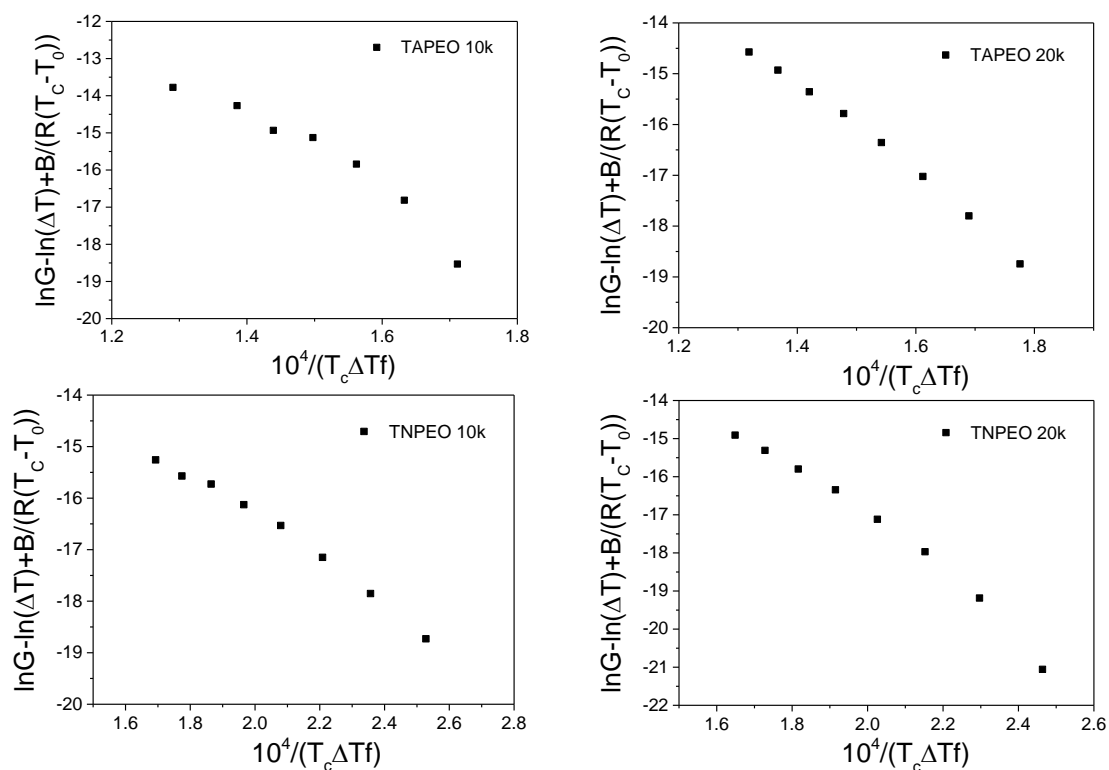 TAPEO 10k
lnG-ln(ΔT)+B/(R(T_C-T_0))
-12
-13
-14
-15
-16
-17
-18
-19
-20
1.2 1.4 1.6 1.8
10^4/(T_cΔTf)
TAPEO 20k
lnG-ln(ΔT)+B/(R(T_C-T_0))
-14
-15
-16
-17
-18
-19
-20
1.2 1.4 1.6 1.8
10^4/(T_cΔTf)
TNPEO 10k
lnG-ln(ΔT)+B/(R(T_C-T_0))
-14
-15
-16
-17
-18
-19
-20
1.6 1.8 2.0 2.2 2.4 2.6 2.8
10^4/(T_cΔTf)
TNPEO 20k
lnG-ln(ΔT)+B/(R(T_C-T_0))
-14
-15
-16
-17
-18
-19
-20
-21
-22
1.6 1.8 2.0 2.2 2.4 2.6
10^4/(T_cΔTf)